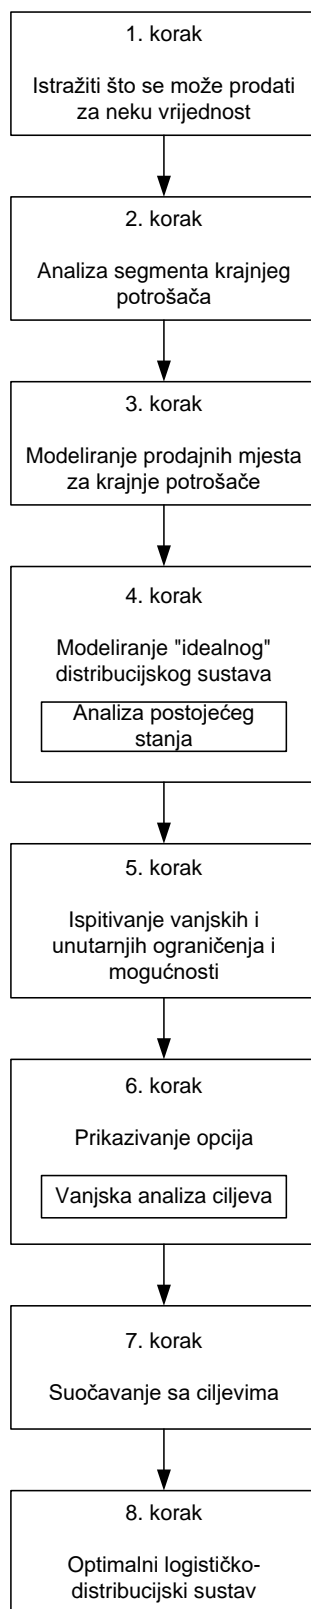 1. korak
Istražiti što se može prodati
za neku vrijednost
2. korak
Analiza segmenta krajnjeg
potrošača
3. korak
Modeliranje prodajnih mjesta
za krajnje potrošače
4. korak
Modeliranje "idealnog"
distribucijskog sustava
Analiza postojećeg
stanja
5. korak
Ispitivanje vanjskih i
unutarnjih ograničenja i
mogućnosti
6. korak
Prikazivanje opcija
Vanjska analiza ciljeva
7. korak
Suočavanje sa ciljevima
8. korak
Optimalni logističko-
distribucijski sustav